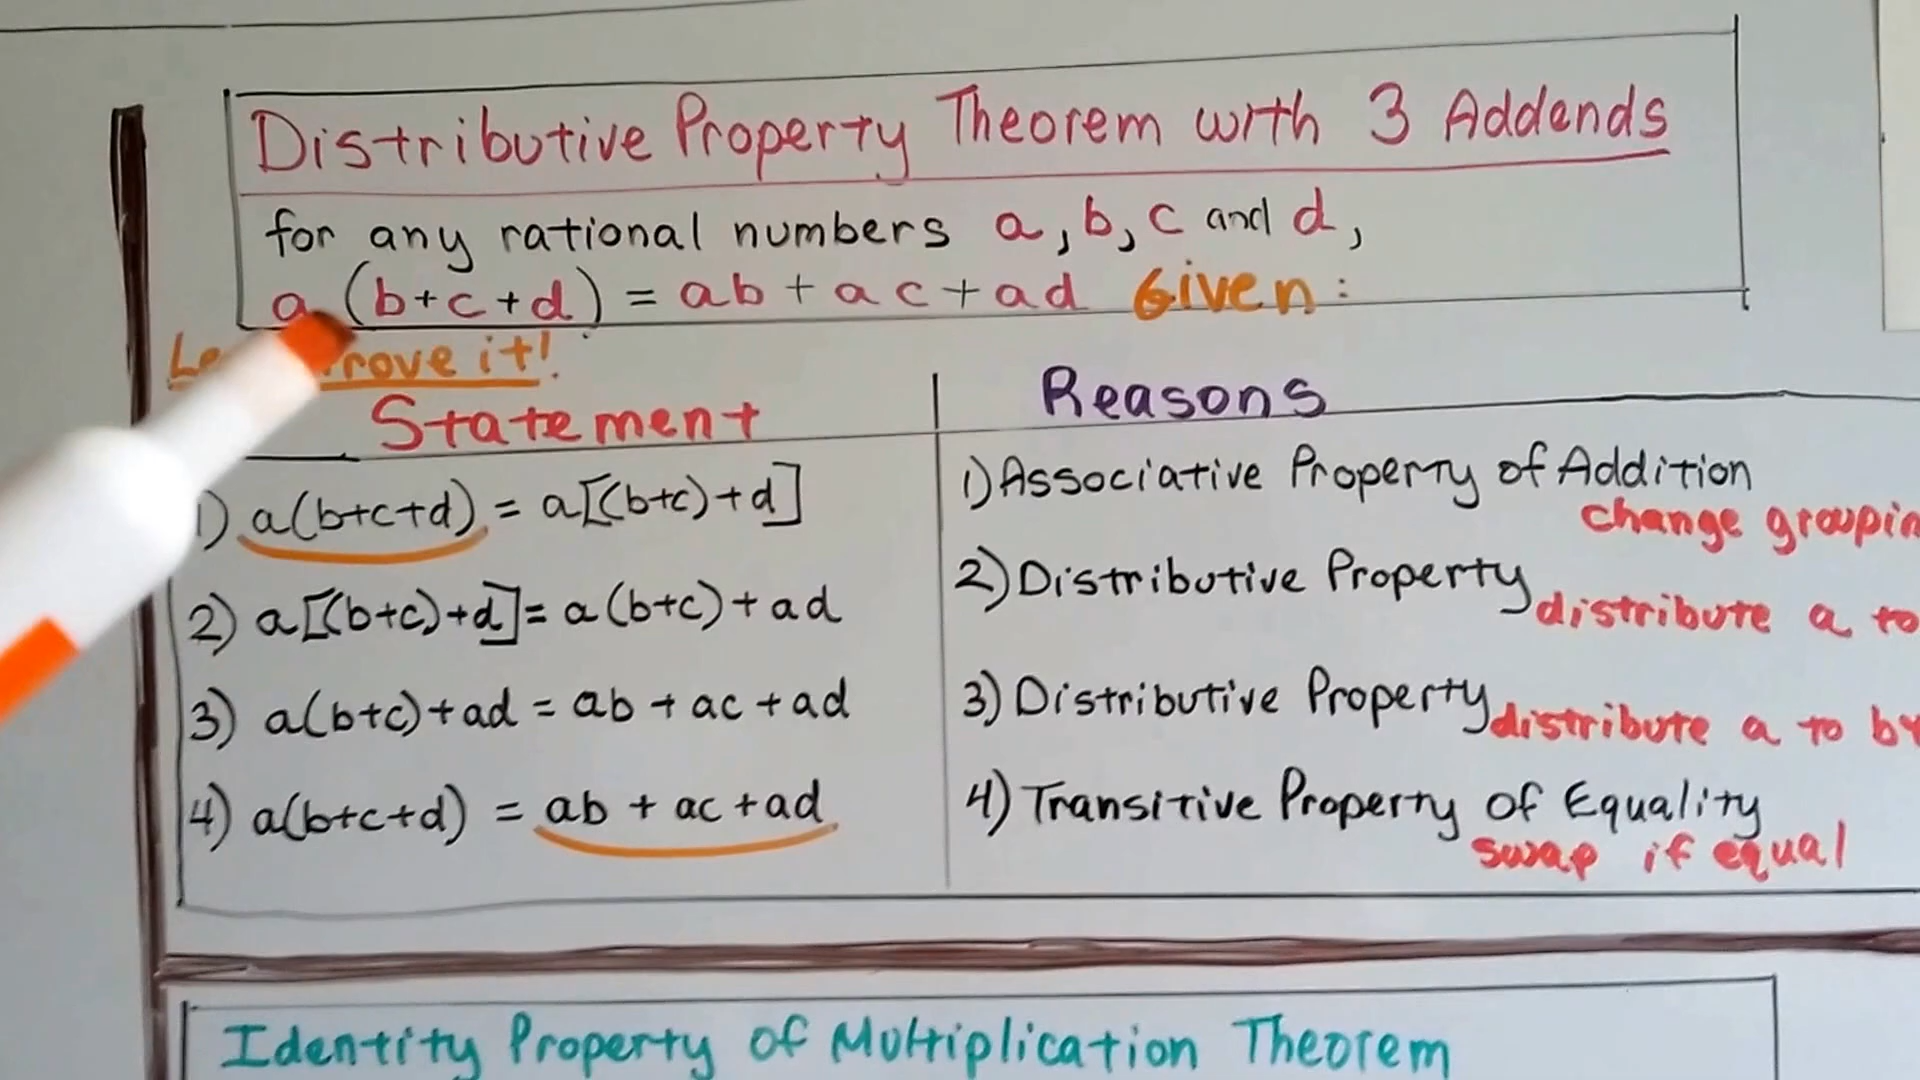 Distributive Property Theorem with 3 Addends
for any rational numbers a, b, c and d,
a (b+c+d) = ab + ac + ad Given:
prove it!
Statement
Reasons
1) a(b+c+d) = a[(b+c)+d]
1) Associative Property of Addition
change
2) a[(b+c)+d] = a(b+c) + ad
2) Distributive Property
distribute a to
3) a(b+c)+ad = ab + ac + ad
3) Distributive Property
distribute a to
4) a(b+c+d) = ab + ac + ad
4) Transitive Property of Equality
swap if equal
Identity Property of Multiplication Theorem